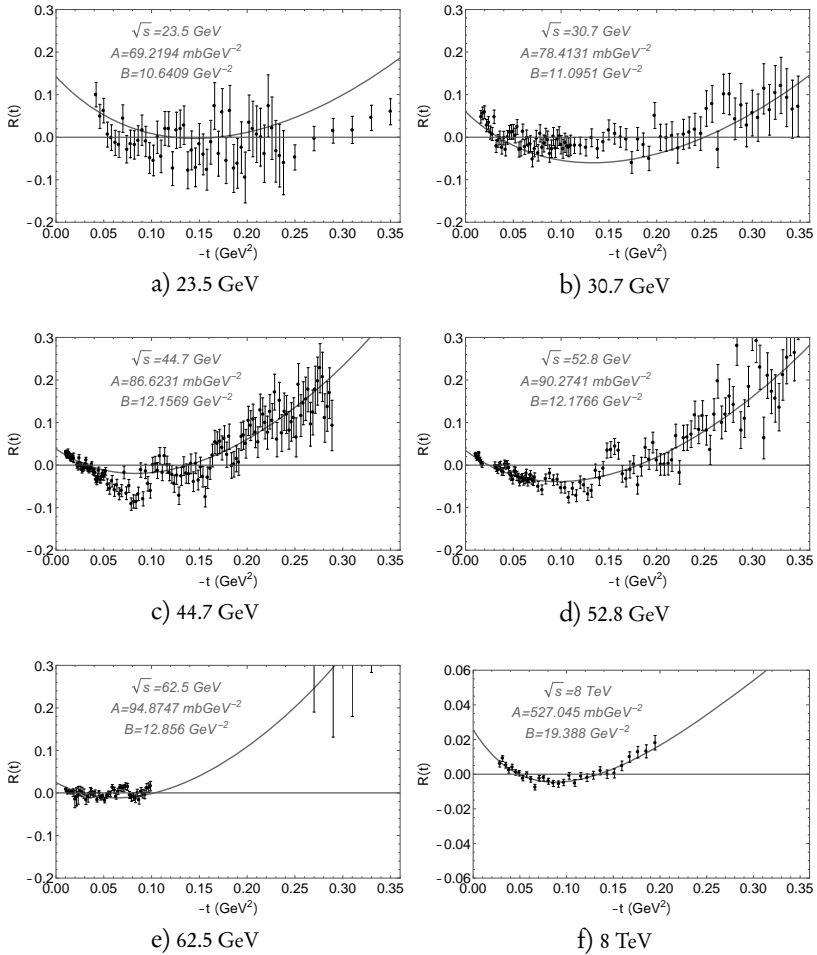 √s =23.5 GeV
A=69.2194 mbGeV⁻²
B=10.6409 GeV⁻²
R(t)
0.3
0.2
0.1
0.0
−0.1
−0.2
0.00 0.05 0.10 0.15 0.20 0.25 0.30 0.35
−t (GeV²)
a) 23.5 GeV
√s =30.7 GeV
A=78.4131 mbGeV⁻²
B=11.0951 GeV⁻²
R(t)
0.3
0.2
0.1
0.0
−0.1
−0.2
0.00 0.05 0.10 0.15 0.20 0.25 0.30 0.35
−t (GeV²)
b) 30.7 GeV
√s =44.7 GeV
A=86.6231 mbGeV⁻²
B=12.1569 GeV⁻²
R(t)
0.3
0.2
0.1
0.0
−0.1
−0.2
0.00 0.05 0.10 0.15 0.20 0.25 0.30 0.35
−t (GeV²)
c) 44.7 GeV
√s =52.8 GeV
A=90.2741 mbGeV⁻²
B=12.1766 GeV⁻²
R(t)
0.3
0.2
0.1
0.0
−0.1
−0.2
0.00 0.05 0.10 0.15 0.20 0.25 0.30 0.35
−t (GeV²)
d) 52.8 GeV
√s =62.5 GeV
A=94.8747 mbGeV⁻²
B=12.856 GeV⁻²
R(t)
0.3
0.2
0.1
0.0
−0.1
−0.2
0.00 0.05 0.10 0.15 0.20 0.25 0.30 0.35
−t (GeV²)
e) 62.5 GeV
√s =8 TeV
A=527.045 mbGeV⁻²
B=19.388 GeV⁻²
R(t)
0.06
0.04
0.02
0.00
−0.02
−0.04
−0.06
0.00 0.05 0.10 0.15 0.20 0.25 0.30 0.35
−t (GeV²)
f) 8 TeV